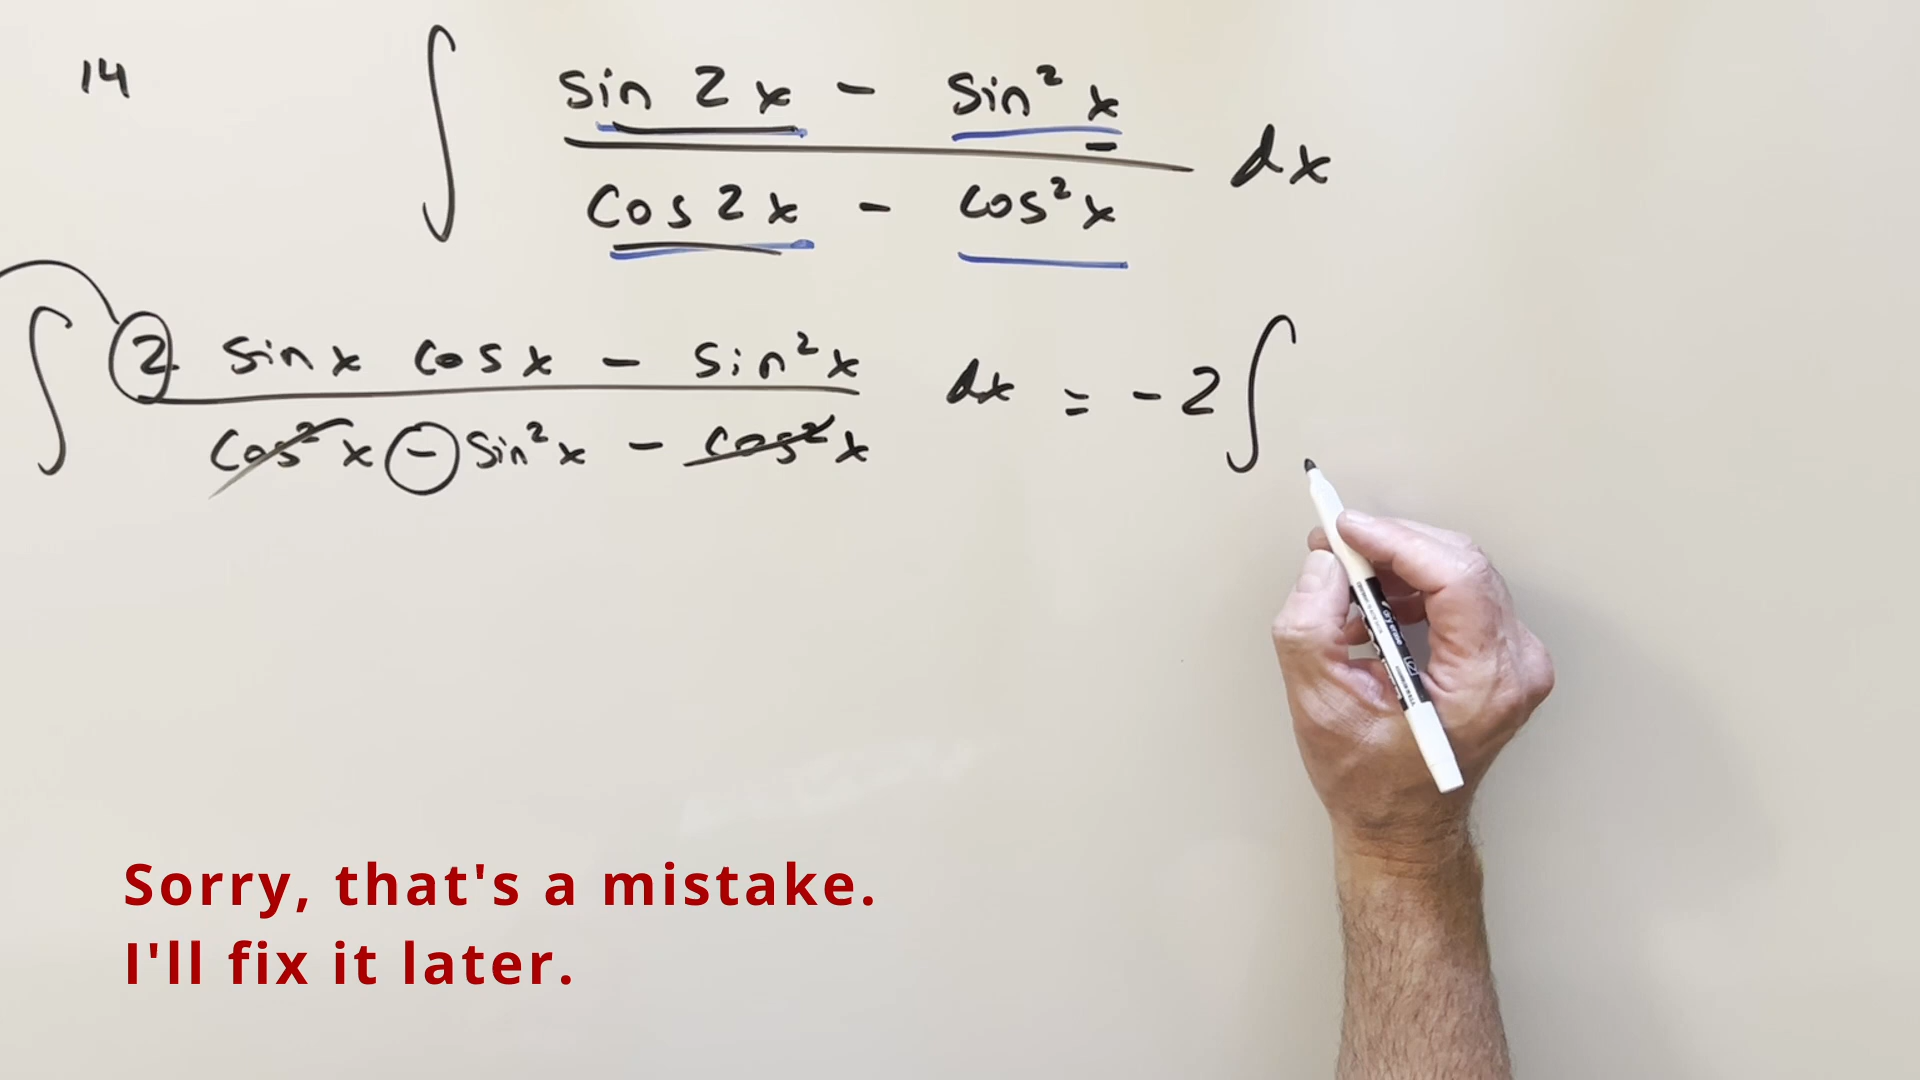 14
∫ sin 2x - sin² x
cos 2x - cos² x dx
∫ 2 sin x cos x - sin² x
cos² x - sin² x - cos² x dx = -2 ∫
Sorry, that's a mistake.
I'll fix it later.